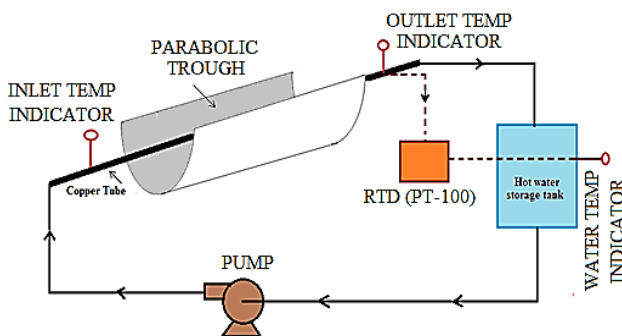 OUTLET TEMP
INDICATOR
PARABOLIC
TROUGH
INLET TEMP
INDICATOR
Copper Tube
RTD (PT-100)
Hot water
storage tank
WATER TEMP
INDICATOR
PUMP